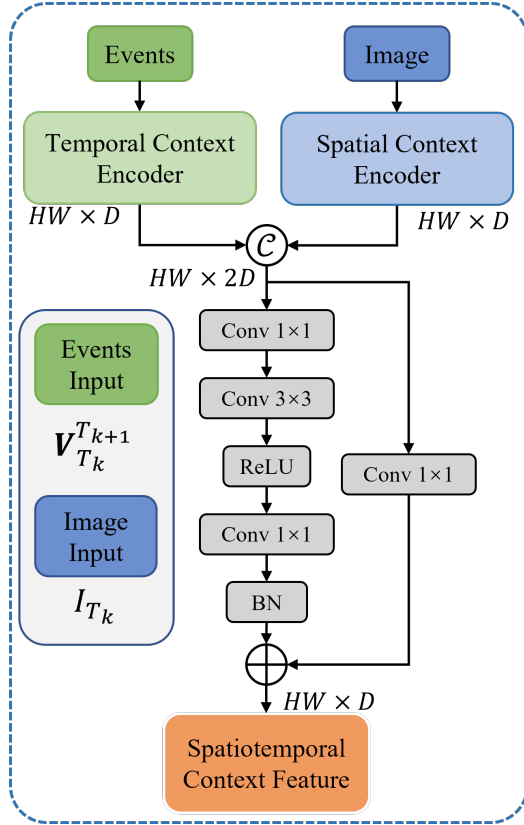 Events
Image
Temporal Context
Encoder
Spatial Context
Encoder
HW × D
HW × D
C
HW × 2D
Conv 1×1
Conv 3×3
ReLU
Conv 1×1
BN
Conv 1×1
Events
Input
V_{T_k}^{T_{k+1}}
Image
Input
I_{T_k}
HW × D
Spatiotemporal
Context Feature